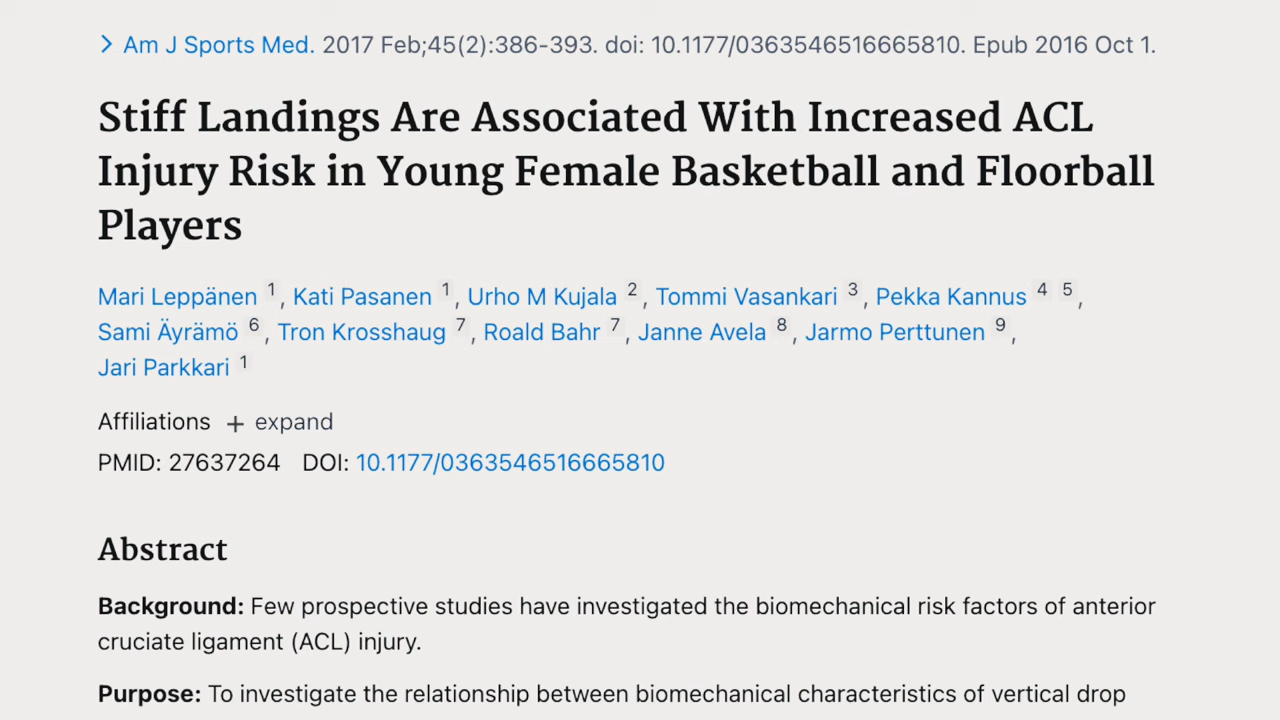 > Am J Sports Med. 2017 Feb;45(2):386-393. doi: 10.1177/0363546516665810. Epub 2016 Oct 1.
Stiff Landings Are Associated With Increased ACL
Injury Risk in Young Female Basketball and Floorball
Players
Mari Leppänen 1, Kati Pasanen 1, Urho M Kujala 2, Tommi Vasankari 3, Pekka Kannus 4 5,
Sami Äyrämö 6, Tron Krosshaug 7, Roald Bahr 7, Janne Avela 8, Jarmo Perttunen 9,
Jari Parkkari 1
Affiliations + expand
PMID: 27637264 DOI: 10.1177/0363546516665810
Abstract
Background: Few prospective studies have investigated the biomechanical risk factors of anterior
cruciate ligament (ACL) injury.
Purpose: To investigate the relationship between biomechanical characteristics of vertical drop